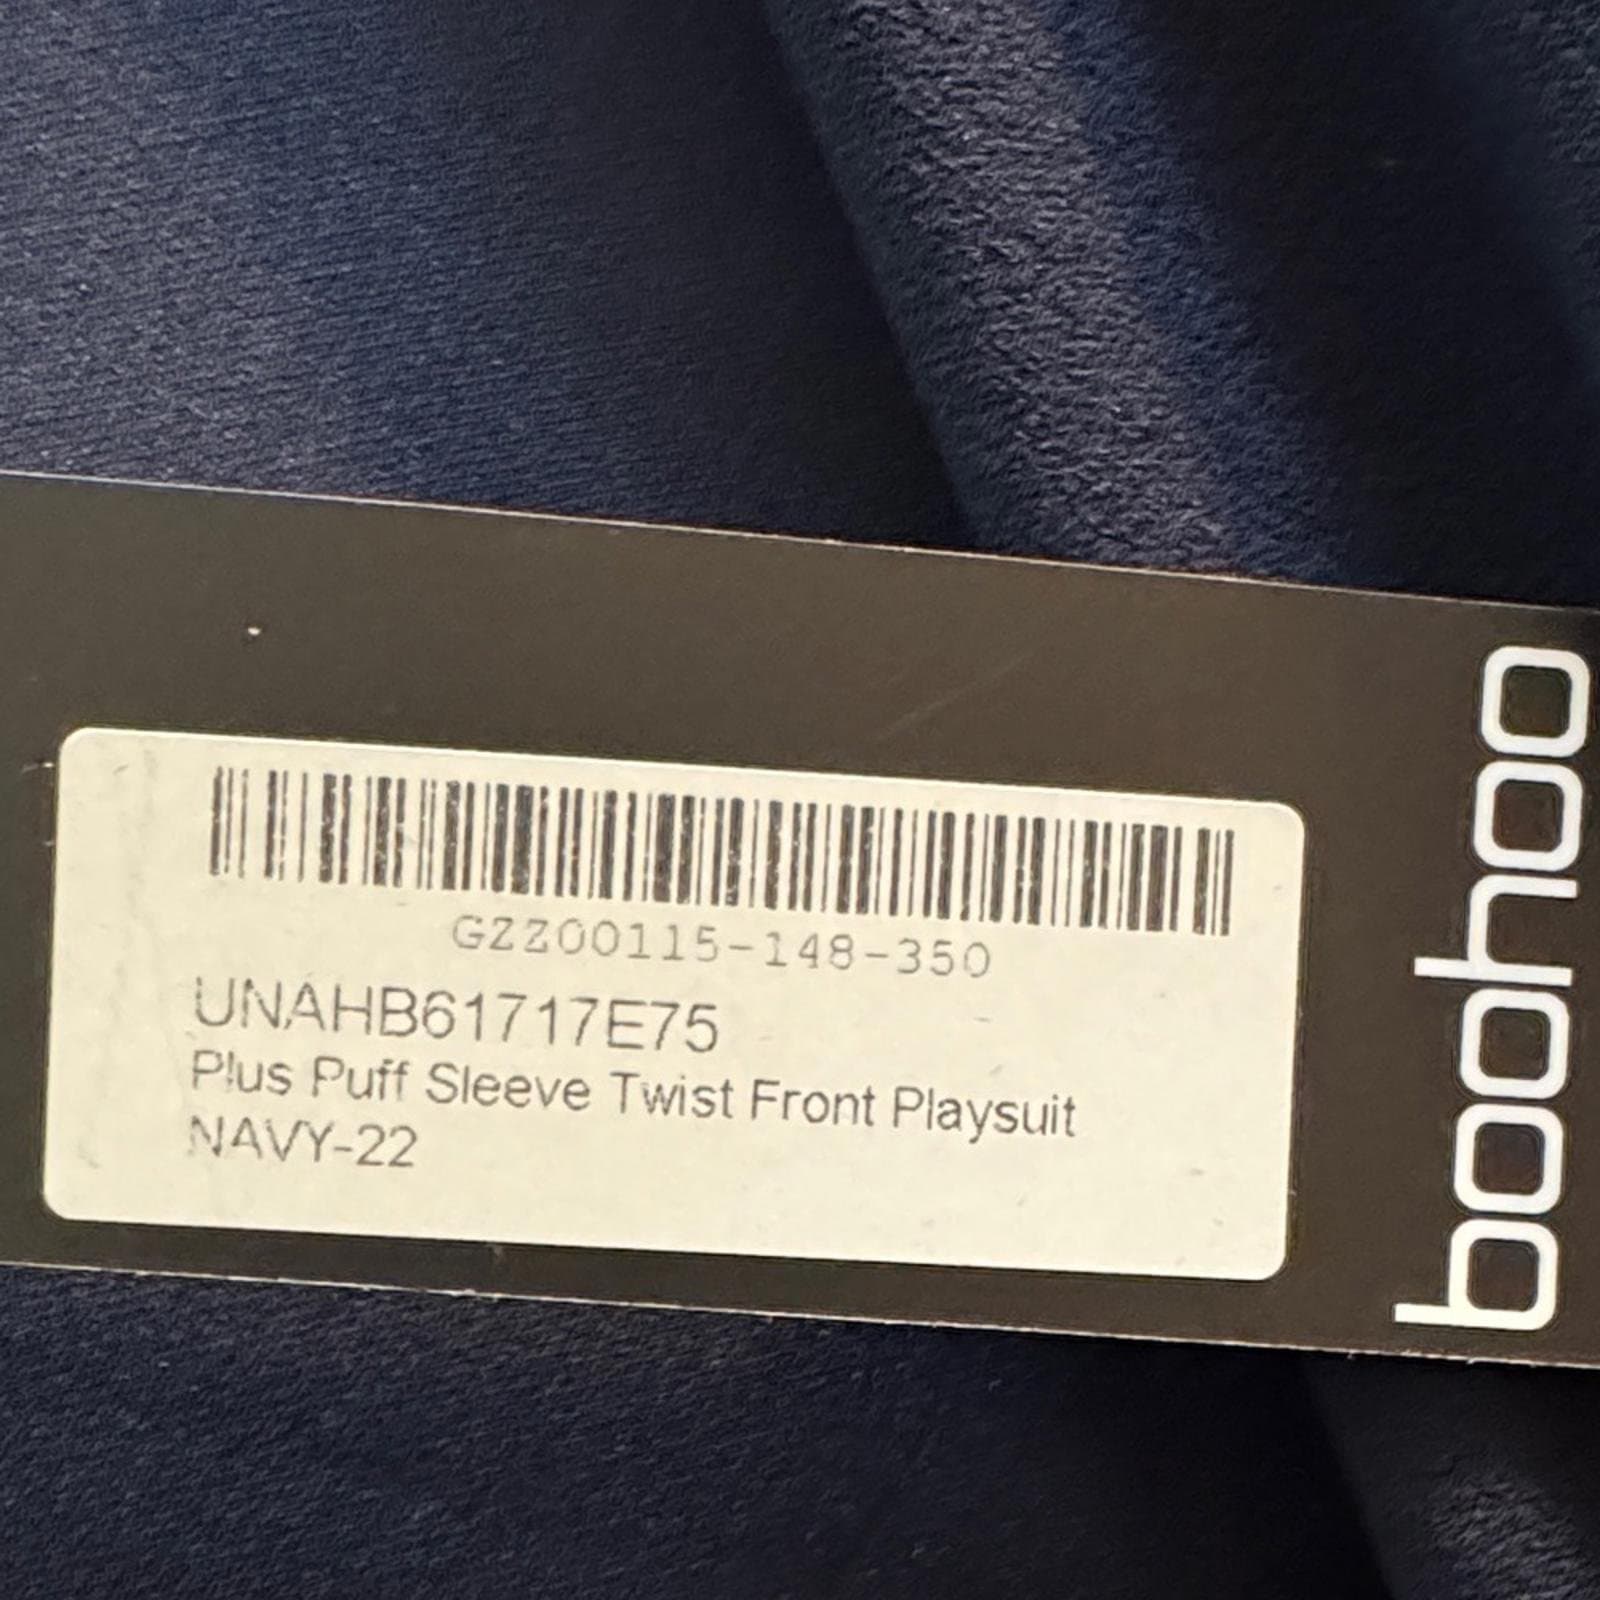 GZZ00115-148-350
UNAHB61717E75
Plus Puff Sleeve Twist Front Playsuit
NAVY-22
boohoo